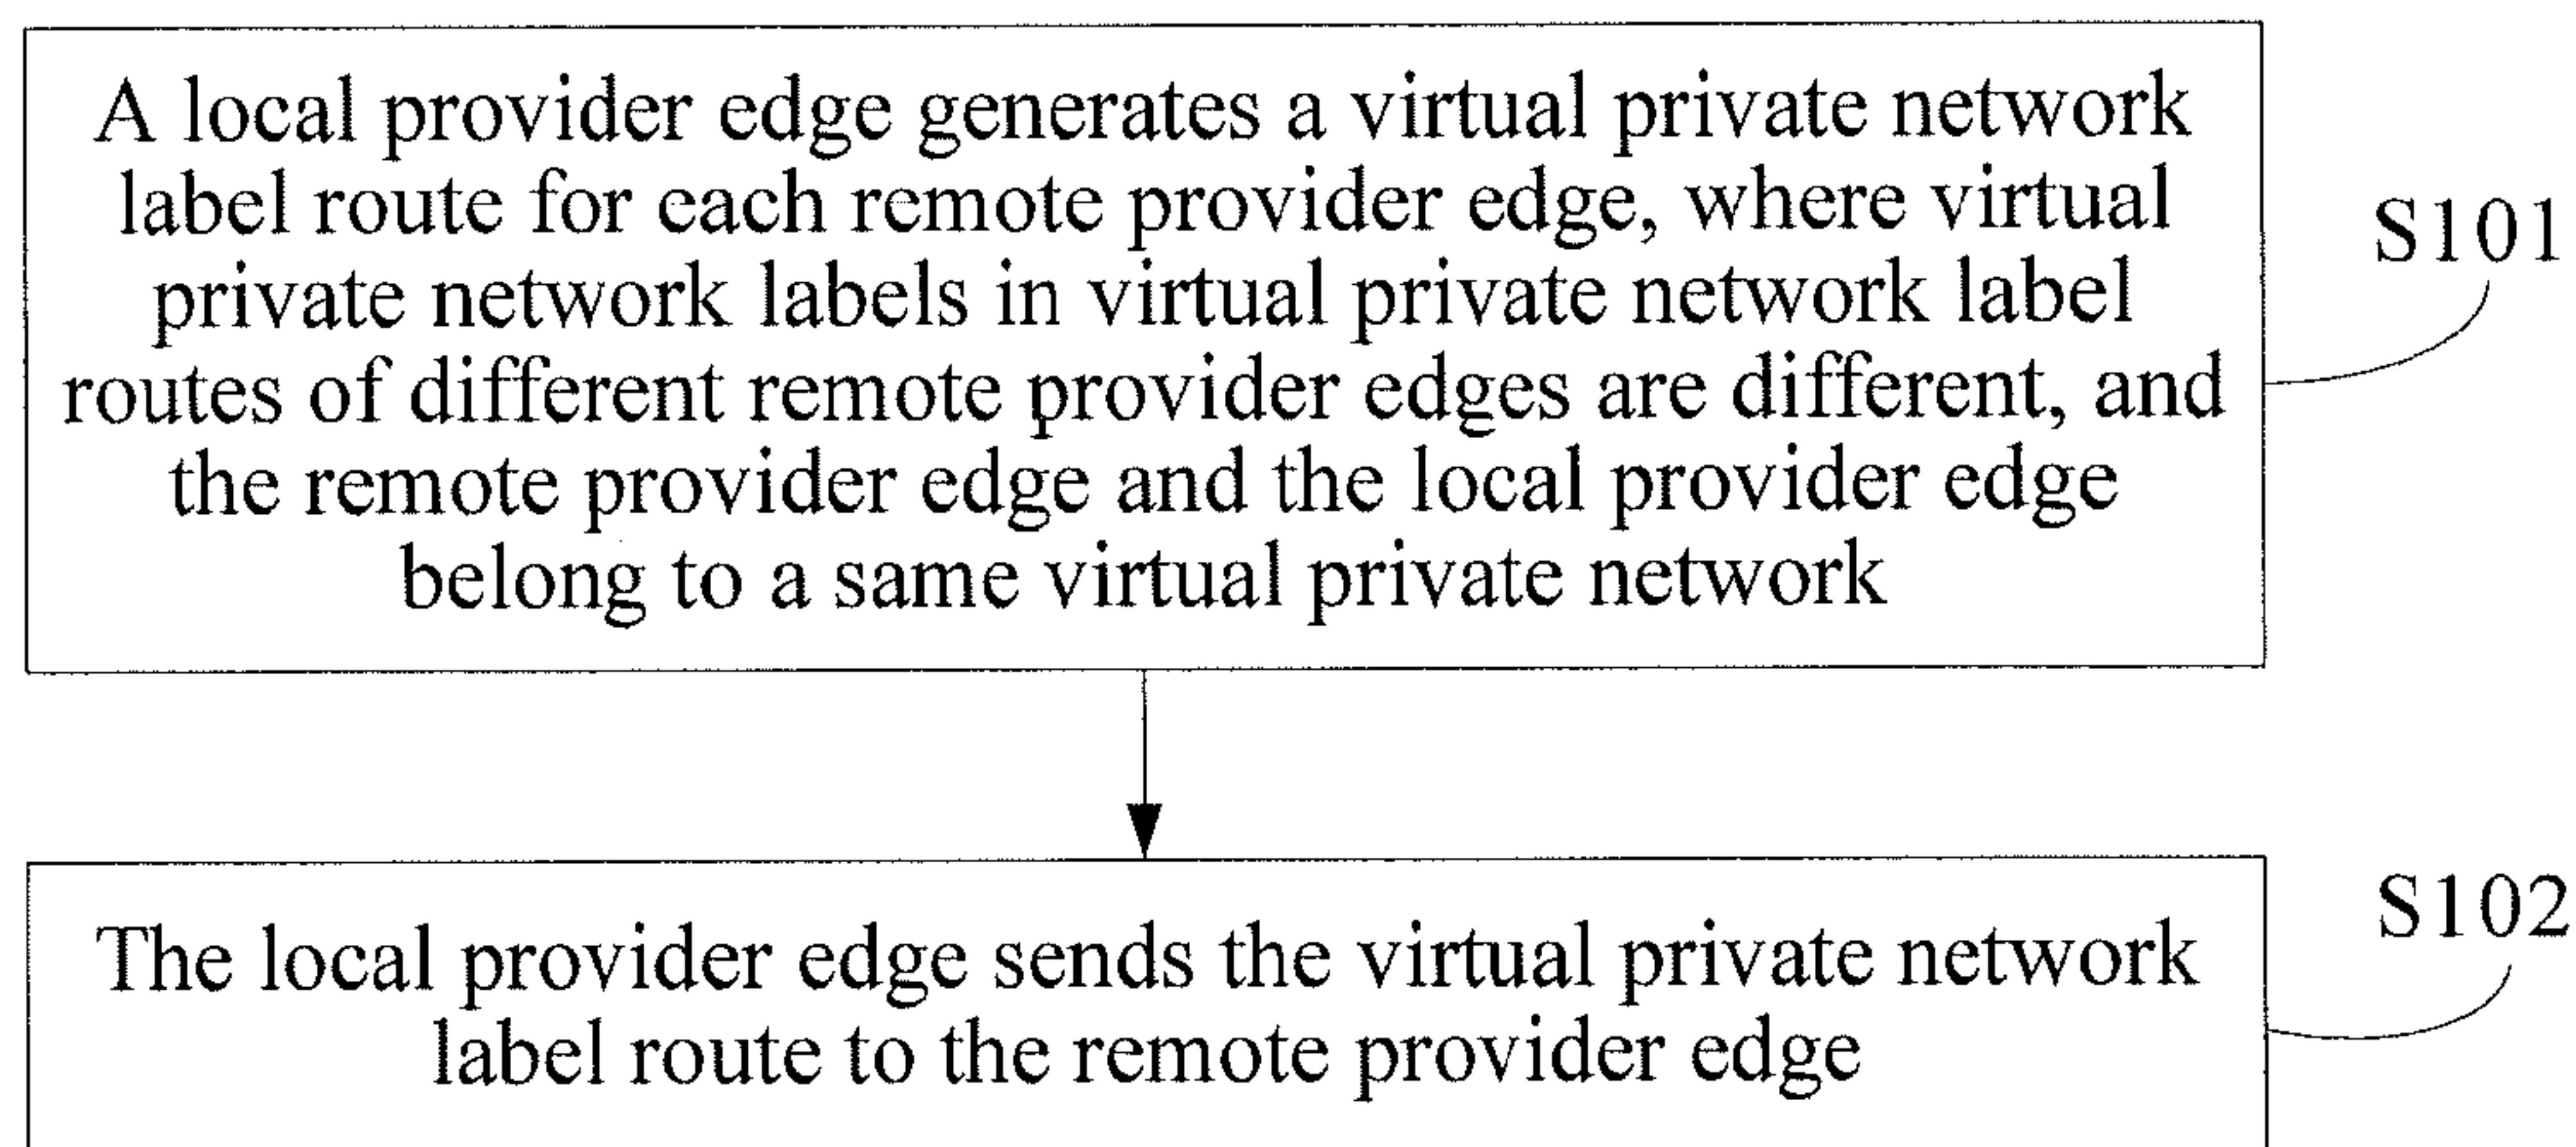 A local provider edge generates a virtual private network
label route for each remote provider edge, where virtual
private network labels in virtual private network label
routes of different remote provider edges are different, and
the remote provider edge and the local provider edge
belong to a same virtual private network
S101
The local provider edge sends the virtual private network
label route to the remote provider edge
S102